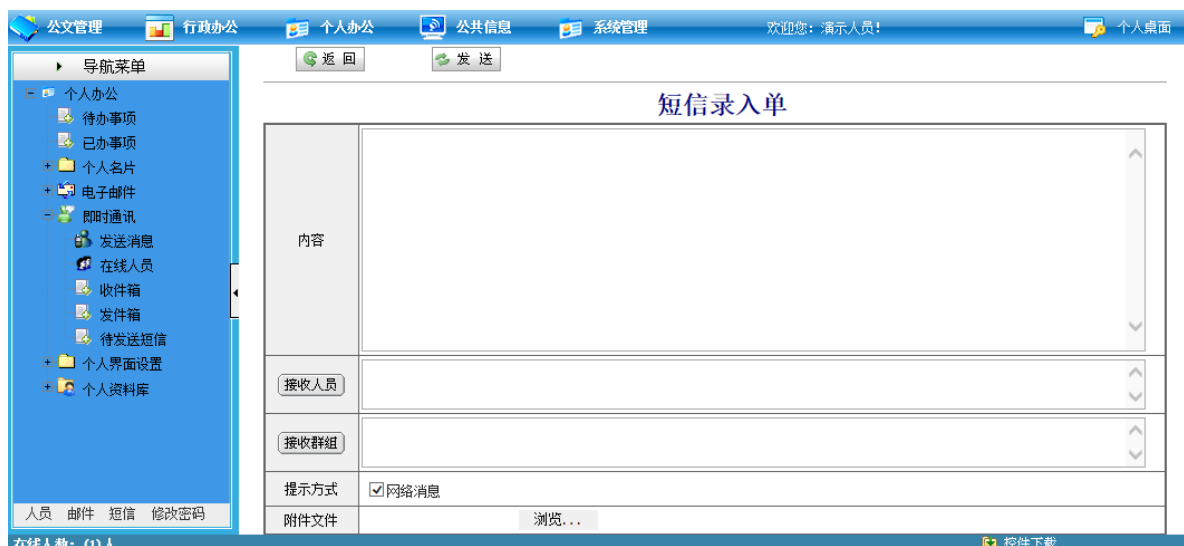 公文管理 行政办公 个人办公 公共信息 系统管理 欢迎您：演示人员! 个人桌面
导航菜单
个人办公
待办事项
已办事项
个人名片
电子邮件
即时通讯
发送消息
在线人员
收件箱
发件箱
待发送短信
个人界面设置
个人资料库
人员 邮件 短信 修改密码
返 回 发 送
短信录入单
内容
接收人员
接收群组
提示方式 网络消息
附件文件 浏览...
在线人数: (1)人 控件下载